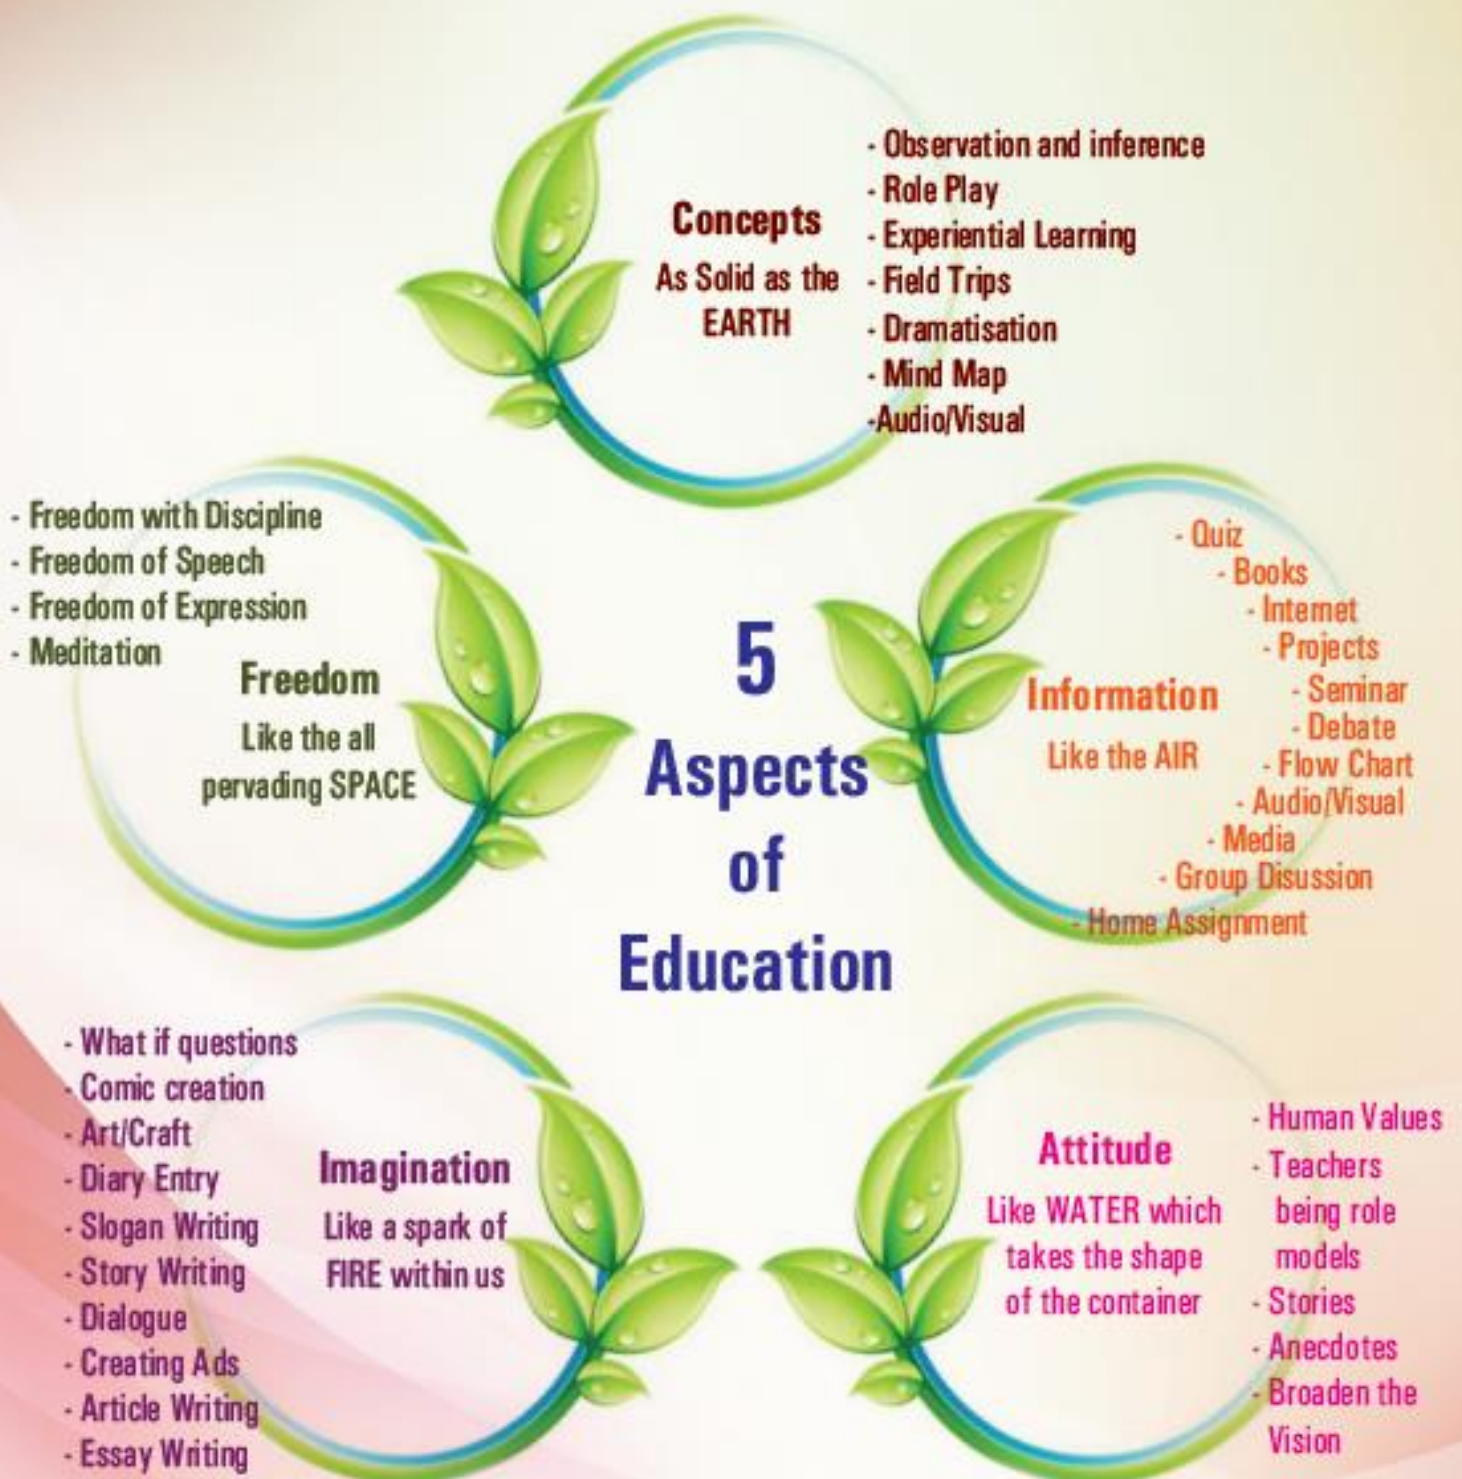 Concepts
As Solid as the
EARTH
- Observation and inference
- Role Play
- Experiential Learning
- Field Trips
- Dramatisation
- Mind Map
-Audio/Visual
- Freedom with Discipline
- Freedom of Speech
- Freedom of Expression
- Meditation
Freedom
Like the all
pervading SPACE
5
Aspects
of
Education
Information
Like the AIR
- Quiz
- Books
- Internet
- Projects
- Seminar
- Debate
- Flow Chart
- Audio/Visual
- Media
- Group Disussion
- Home Assignment
- What if questions
- Comic creation
- Art/Craft
- Diary Entry
- Slogan Writing
- Story Writing
- Dialogue
- Creating Ads
- Article Writing
- Essay Writing
Imagination
Like a spark of
FIRE within us
Attitude
Like WATER which
takes the shape
of the container
- Human Values
- Teachers
being role
models
- Stories
- Anecdotes
- Broaden the
Vision